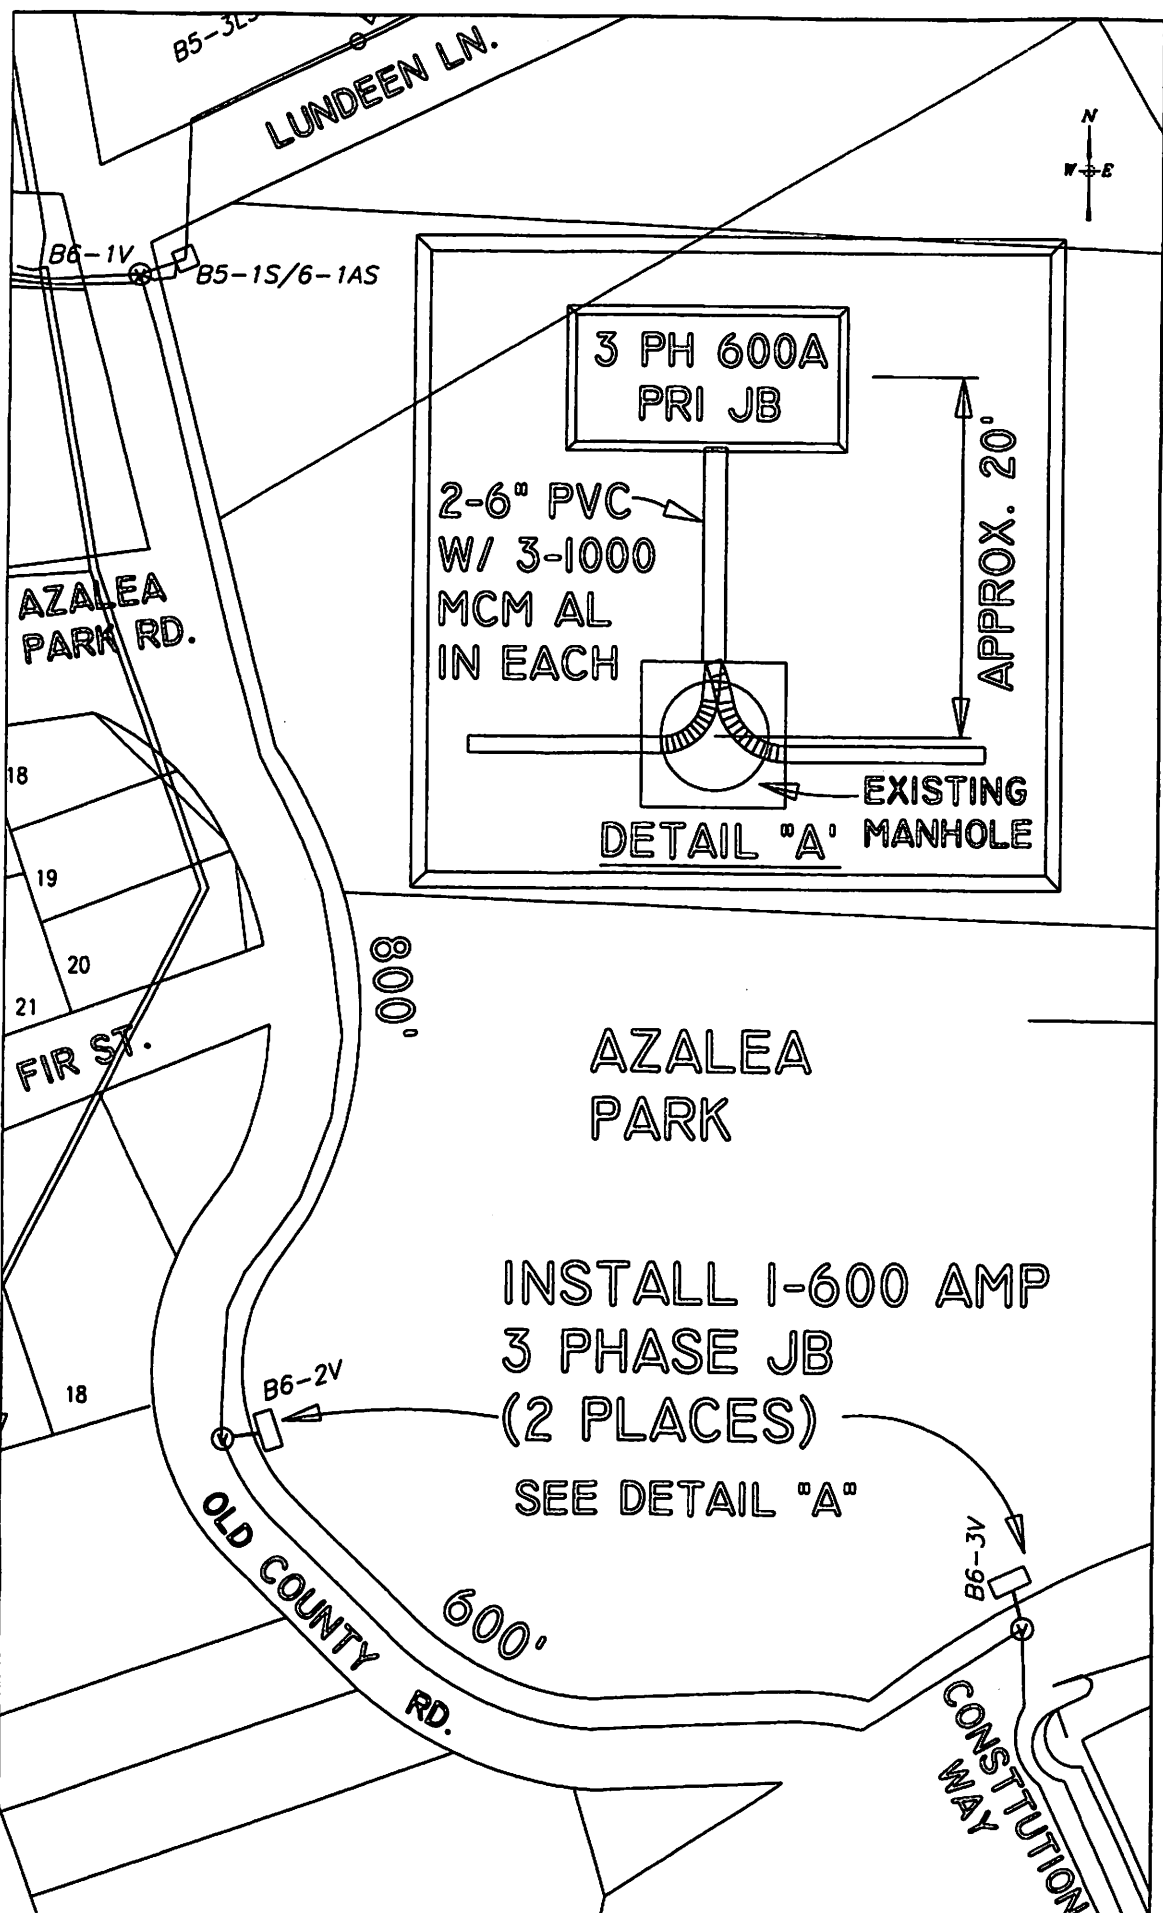 B5-3LS
LUNDEEN LN.
N
W E
B6-1V
B5-1S/6-1AS
3 PH 600A
PRI JB
2-6" PVC
W/ 3-1000
MCM AL
IN EACH
APPROX. 20'
EXISTING
MANHOLE
DETAIL "A'
AZALEA
PARK RD.
18
19
20
21
FIR ST.
800'
AZALEA
PARK
INSTALL 1-600 AMP
3 PHASE JB
(2 PLACES)
SEE DETAIL "A"
18
B6-2V
B6-3V
OLD COUNTY RD.
600'
CONSTTUTION
WAY